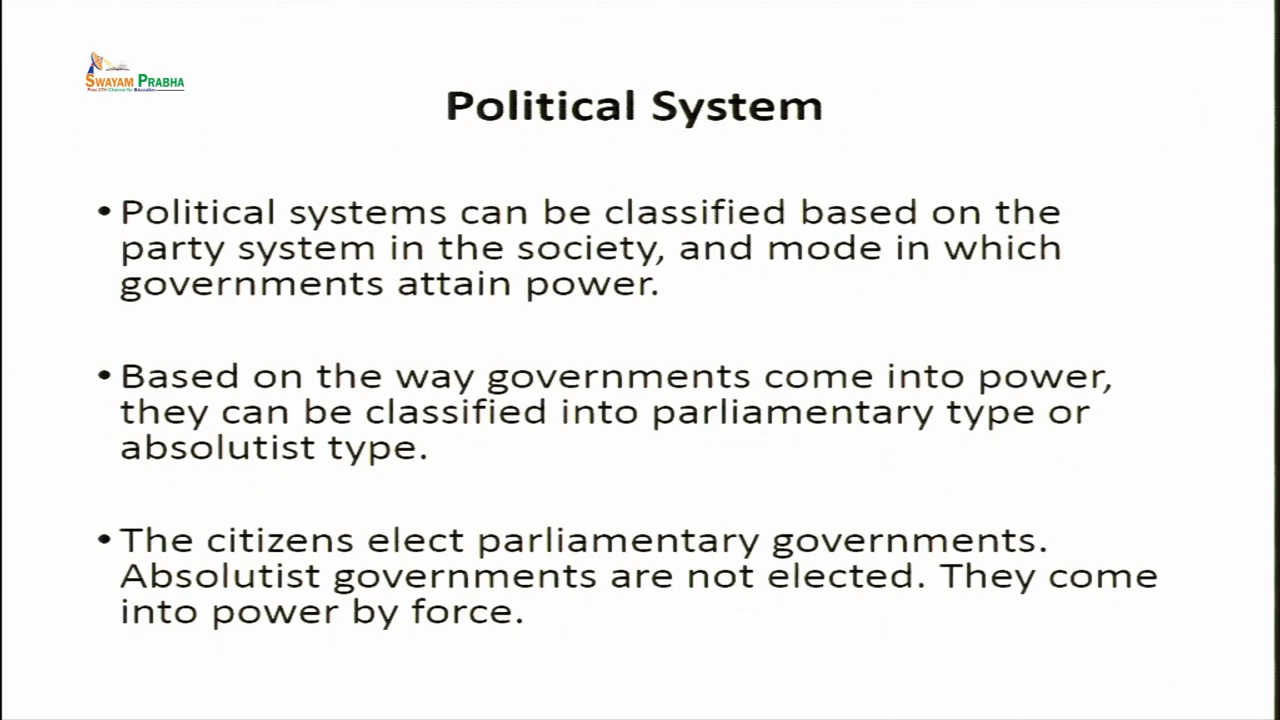 SWAYAM PRABHA
Free DTH Channel for Education
Political System
• Political systems can be classified based on the
party system in the society, and mode in which
governments attain power.
• Based on the way governments come into power,
they can be classified into parliamentary type or
absolutist type.
• The citizens elect parliamentary governments.
Absolutist governments are not elected. They come
into power by force.